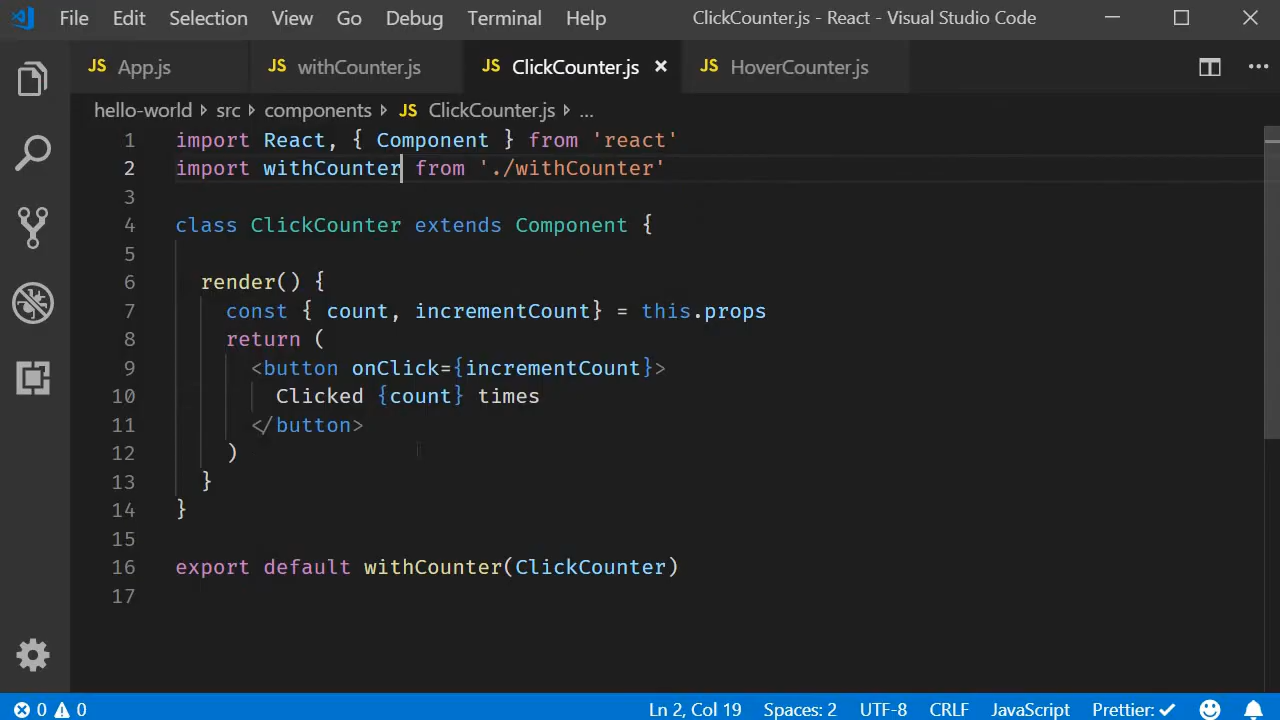 File Edit Selection View Go Debug Terminal Help ClickCounter.js - React - Visual Studio Code
JS App.js JS withCounter.js JS ClickCounter.js JS HoverCounter.js
hello-world src components JS ClickCounter.js ...
1 import React, { Component } from 'react'
2 import withCounter from './withCounter'
3
4 class ClickCounter extends Component {
5
6 render() {
7 const { count, incrementCount} = this.props
8 return (
9 <button onClick={incrementCount}>
10 Clicked {count} times
11 </button>
12 )
13 }
14 }
15
16 export default withCounter(ClickCounter)
17
0 0 Ln 2, Col 19 Spaces: 2 UTF-8 CRLF JavaScript Prettier: ✓